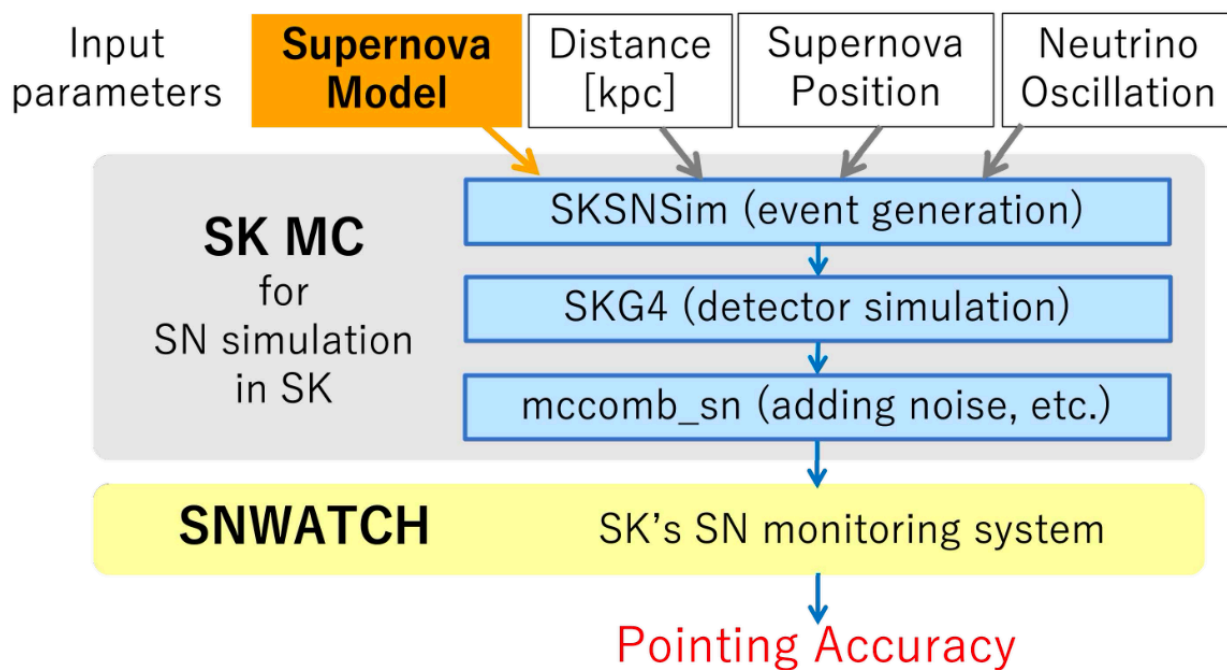 Input
parameters
Supernova
Model
Distance
[kpc]
Supernova
Position
Neutrino
Oscillation
SK MC
for
SN simulation
in SK
SKSNSim (event generation)
SKG4 (detector simulation)
mccomb_sn (adding noise, etc.)
SNWATCH
SK's SN monitoring system
Pointing Accuracy